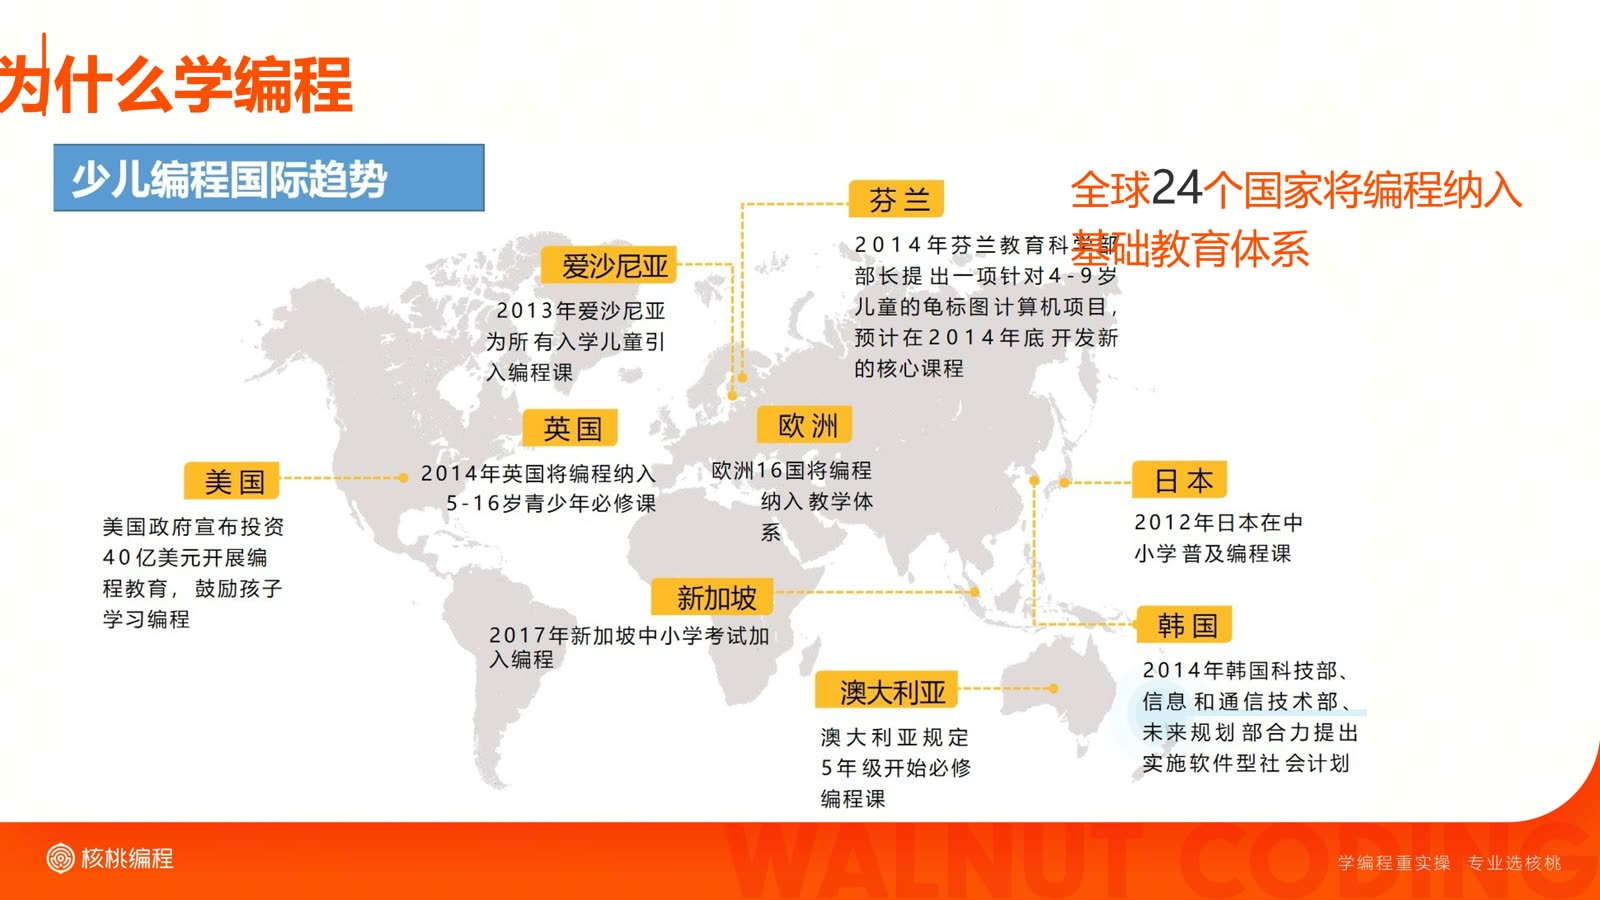 为什么学编程
少儿编程国际趋势
全球24个国家将编程纳入
基础教育体系
芬兰
2014年芬兰教育科学部
部长提出一项针对4-9岁
儿童的龟标图计算机项目,
预计在2014年底开发新
的核心课程
爱沙尼亚
2013年爱沙尼亚
为所有入学儿童引
入编程课
英国
2014年英国将编程纳入
5-16岁青少年必修课
欧洲
欧洲16国将编程
纳入教学体
系
美国
美国政府宣布投资
40亿美元开展编
程教育，鼓励孩子
学习编程
日本
2012年日本在中
小学普及编程课
新加坡
2017年新加坡中小学考试加
入编程
韩国
2014年韩国科技部、
信息和通信技术部、
未来规划部合力提出
实施软件型社会计划
澳大利亚
澳大利亚规定
5年级开始必修
编程课
核桃编程
WALNUT CODING
学编程重实操 专业选核桃